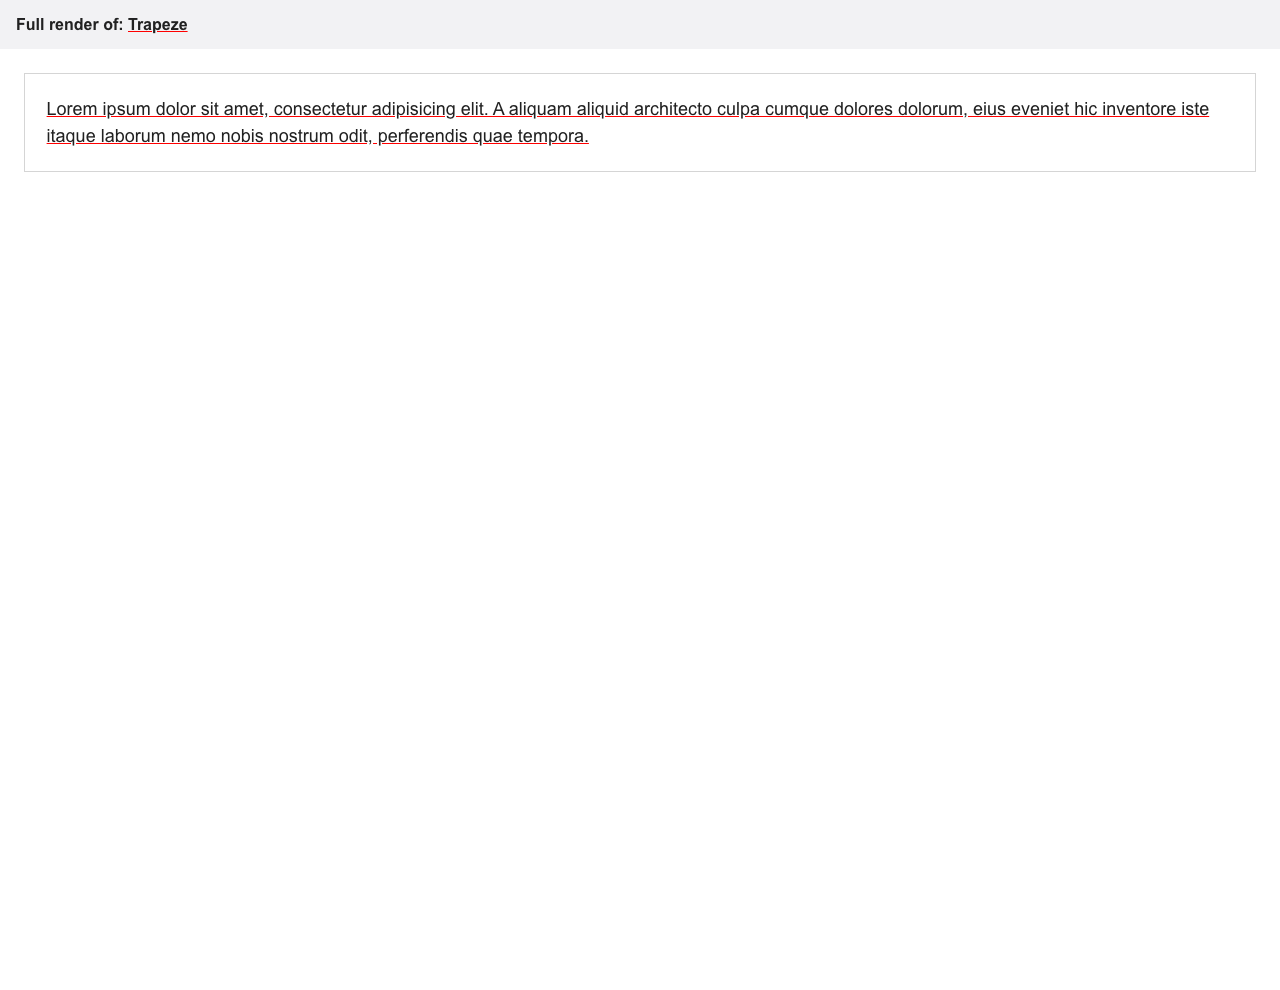 Full render of: Trapeze
Lorem ipsum dolor sit amet, consectetur adipisicing elit. A aliquam aliquid architecto culpa cumque dolores dolorum, eius eveniet hic inventore iste
itaque laborum nemo nobis nostrum odit, perferendis quae tempora.